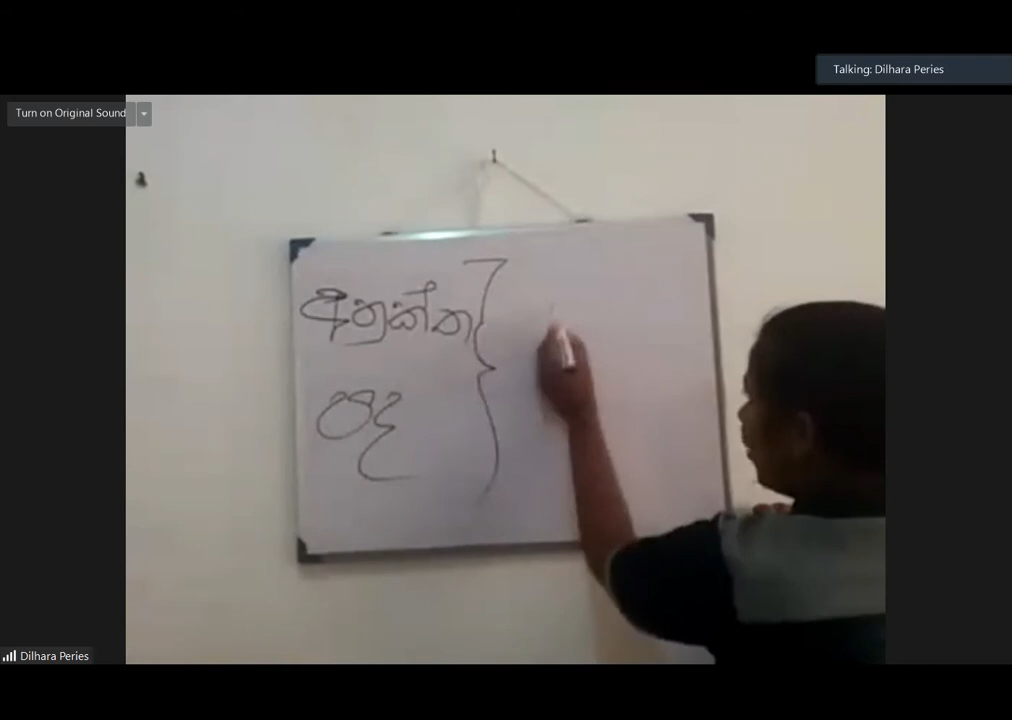 Talking: Dilhara Peries
Turn on Original Sound
අනුක්ත
පද
Dilhara Peries